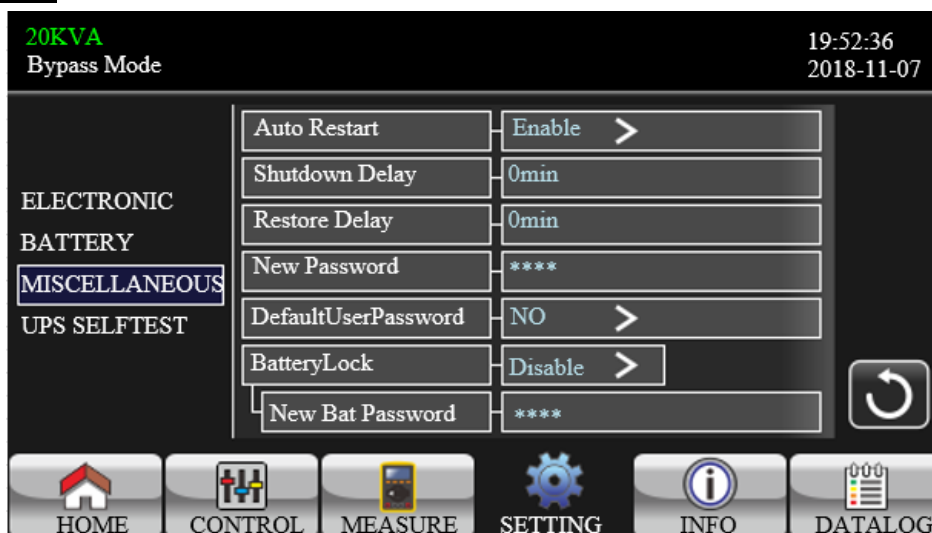 20KVA
Bypass Mode
19:52:36
2018-11-07
ELECTRONIC
BATTERY
MISCELLANEOUS
UPS SELFTEST
Auto Restart Enable >
Shutdown Delay 0min
Restore Delay 0min
New Password ****
DefaultUserPassword NO >
BatteryLock Disable >
New Bat Password ****
HOME CONTROL MEASURE SETTING INFO DATALOG